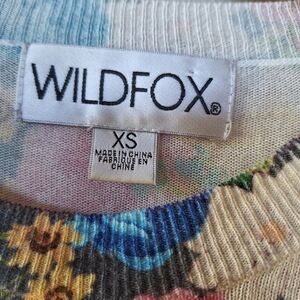 WILDFOX®
XS
MADE IN CHINA
FABRIQUÉ EN
CHINE